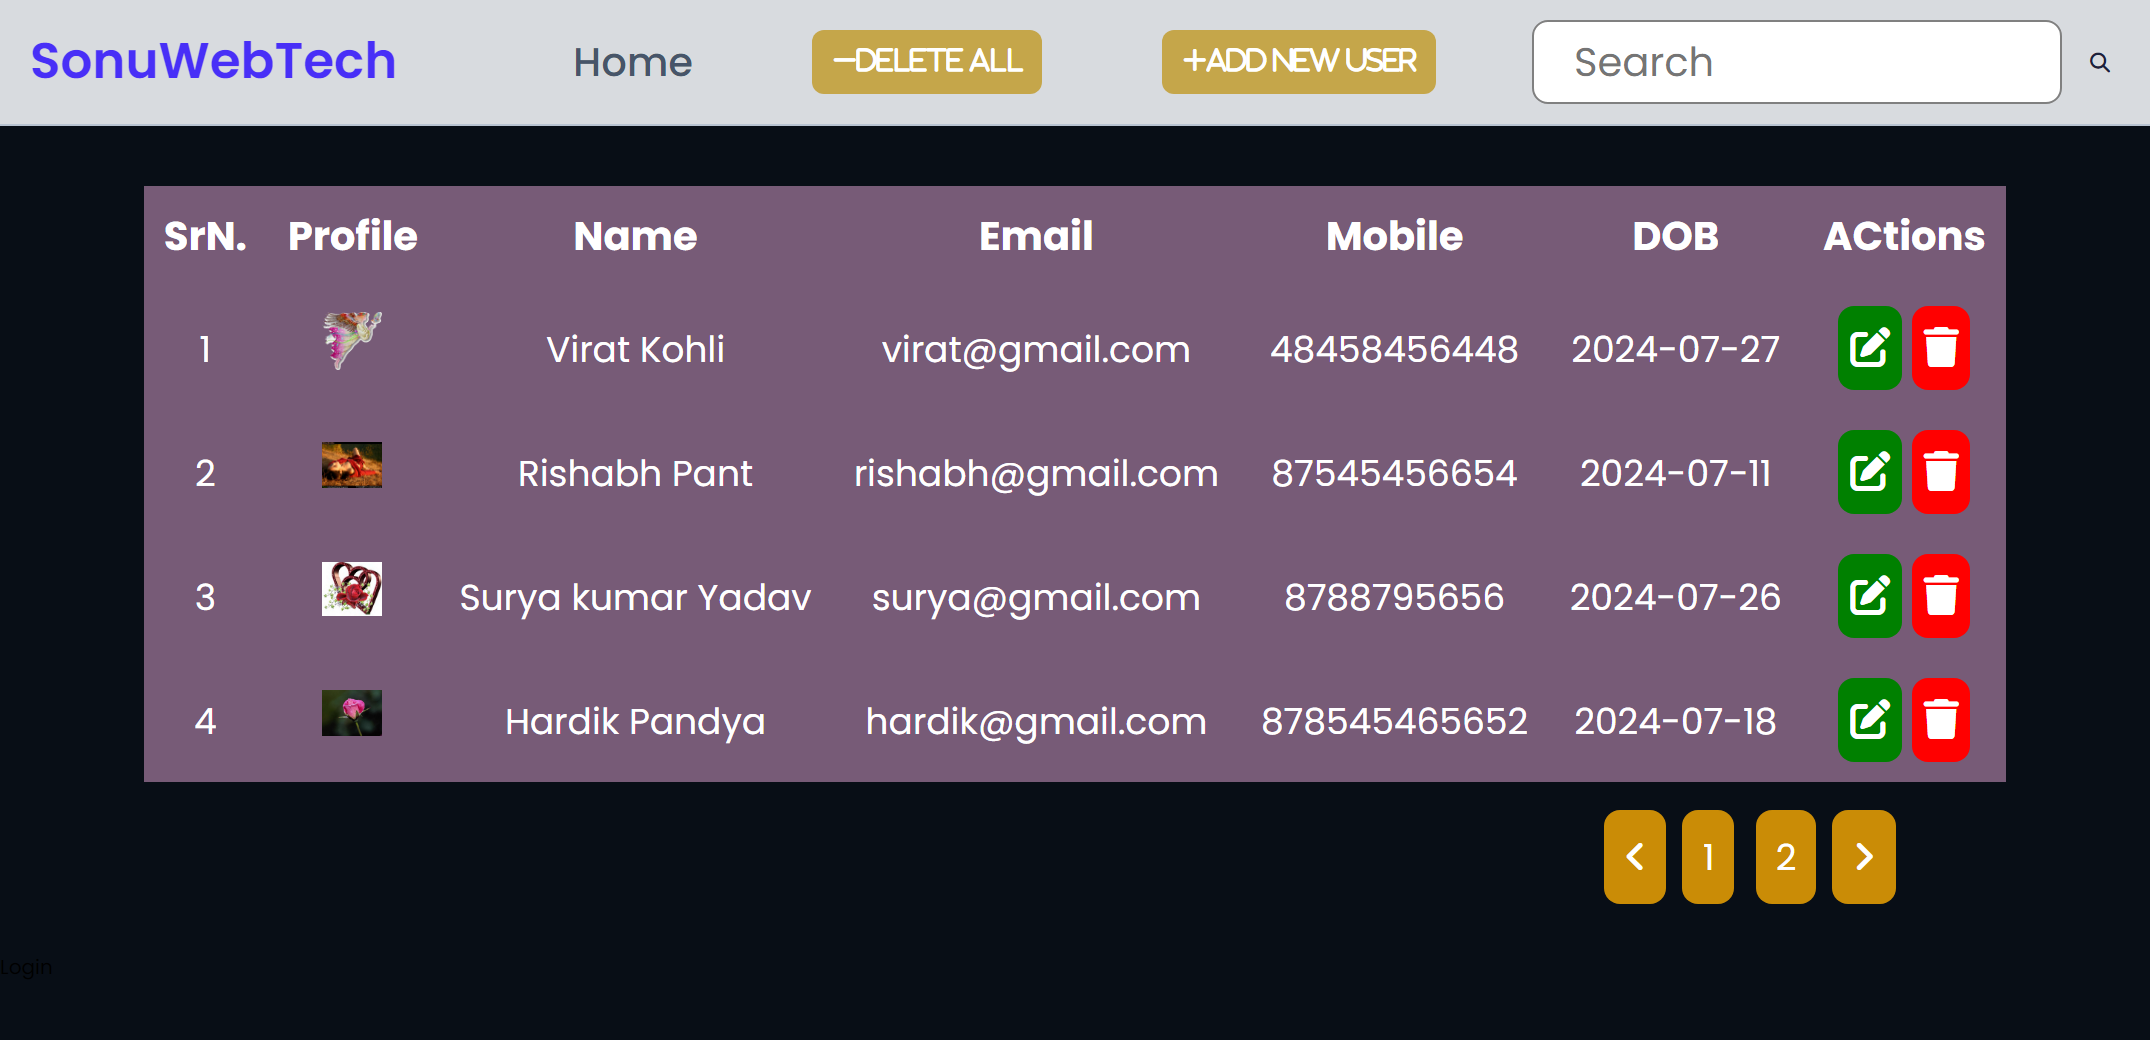 SonuWebTech Home —DELETE ALL +ADD NEW USER Search
SrN. Profile Name Email Mobile DOB ACtions
1 Virat Kohli virat@gmail.com 48458456448 2024-07-27
2 Rishabh Pant rishabh@gmail.com 87545456654 2024-07-11
3 Surya kumar Yadav surya@gmail.com 8788795656 2024-07-26
4 Hardik Pandya hardik@gmail.com 878545465652 2024-07-18
1 2
Login